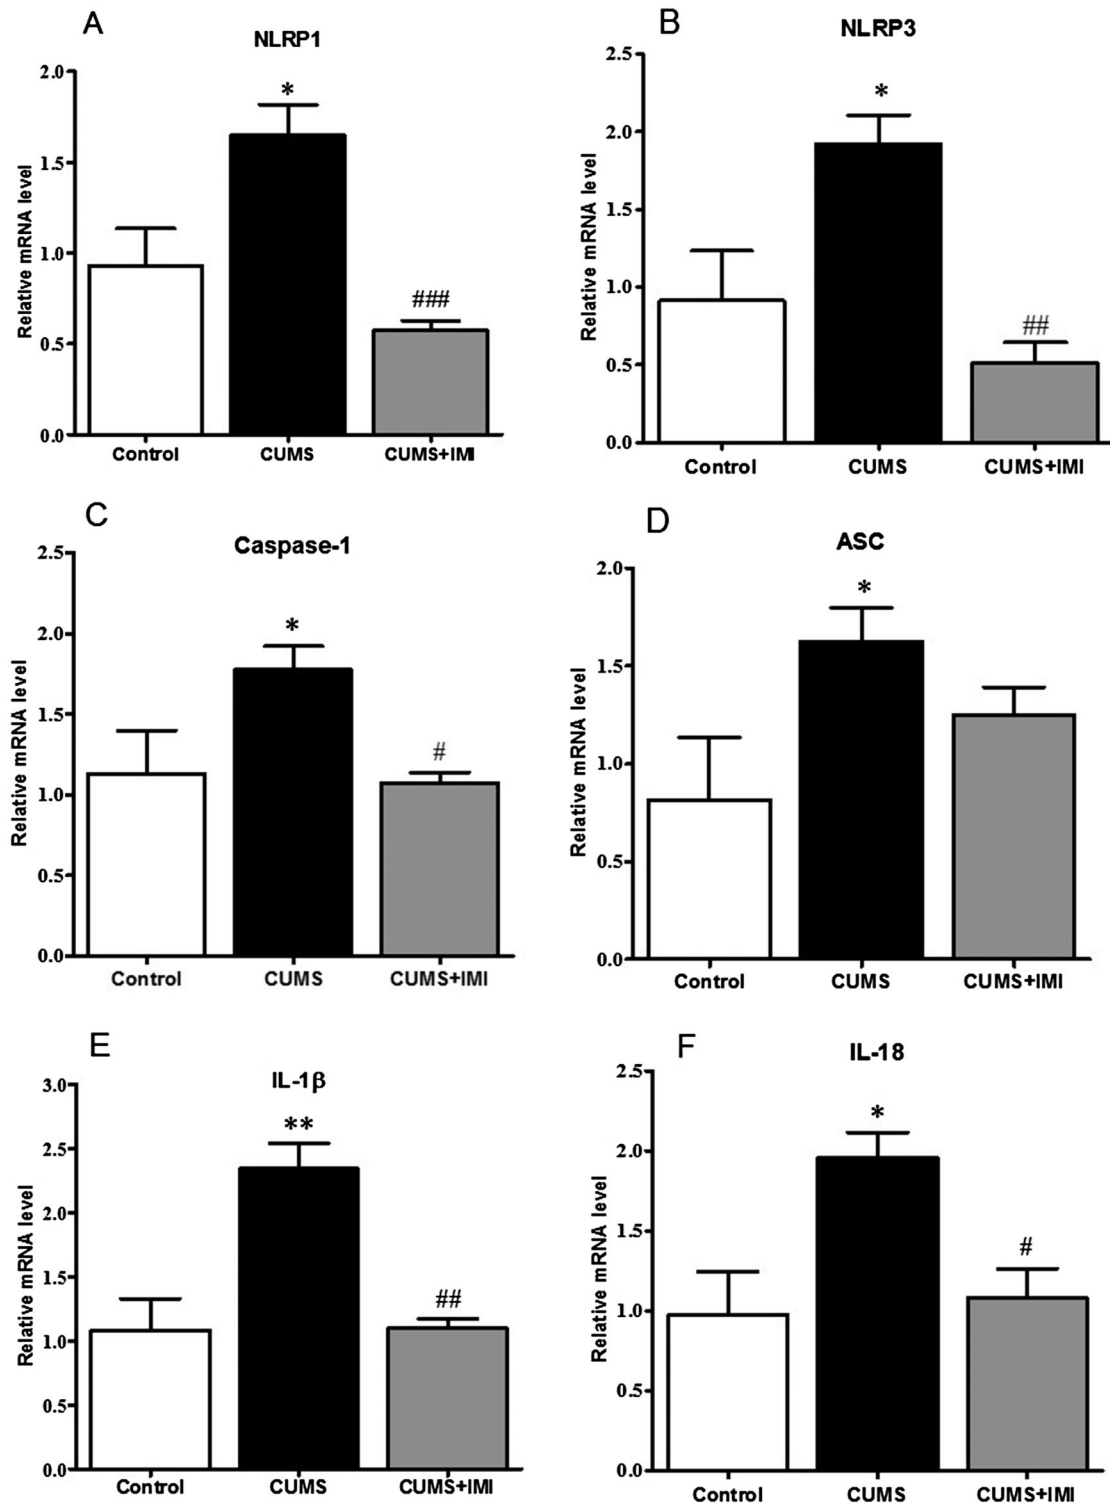 A
NLRP1
Relative mRNA level
2.0
1.5
1.0
0.5
0.0
*
###
Control CUMS CUMS+IMI
B
NLRP3
Relative mRNA level
2.5
2.0
1.5
1.0
0.5
0.0
*
##
Control CUMS CUMS+IMI
C
Caspase-1
Relative mRNA level
2.5
2.0
1.5
1.0
0.5
0.0
*
#
Control CUMS CUMS+IMI
D
ASC
Relative mRNA level
2.0
1.5
1.0
0.5
0.0
*
Control CUMS CUMS+IMI
E
IL-1β
Relative mRNA level
3.0
2.5
2.0
1.5
1.0
0.5
0.0
**
##
Control CUMS CUMS+IMI
F
IL-18
Relative mRNA level
2.5
2.0
1.5
1.0
0.5
0.0
*
#
Control CUMS CUMS+IMI